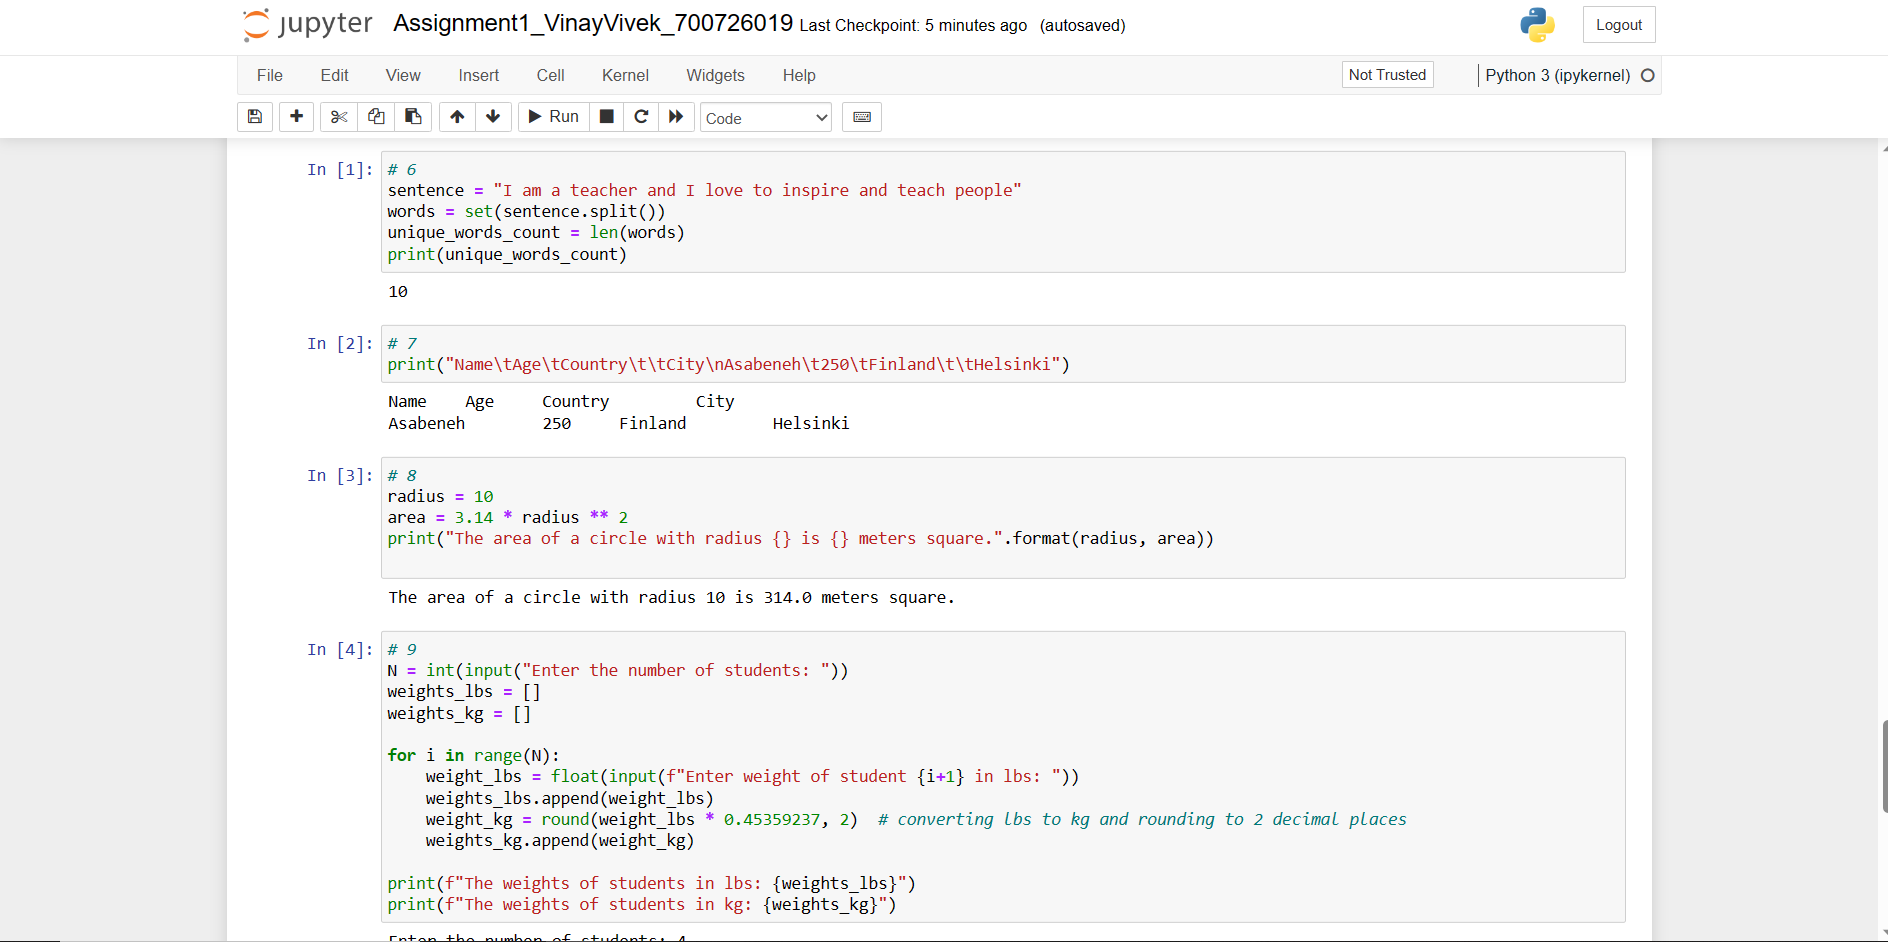 jupyter Assignment1_VinayVivek_700726019 Last Checkpoint: 5 minutes ago (autosaved) Logout
File Edit View Insert Cell Kernel Widgets Help Not Trusted Python 3 (ipykernel)
Run Code
In [1]: # 6
sentence = "I am a teacher and I love to inspire and teach people"
words = set(sentence.split())
unique_words_count = len(words)
print(unique_words_count)
10
In [2]: # 7
print("Name\tAge\tCountry\t\tCity\nAsabeneh\t250\tFinland\t\tHelsinki")
Name Age Country City
Asabeneh 250 Finland Helsinki
In [3]: # 8
radius = 10
area = 3.14 * radius ** 2
print("The area of a circle with radius {} is {} meters square.".format(radius, area))
The area of a circle with radius 10 is 314.0 meters square.
In [4]: # 9
N = int(input("Enter the number of students: "))
weights_lbs = []
weights_kg = []
for i in range(N):
    weight_lbs = float(input(f"Enter weight of student {i+1} in lbs: "))
    weights_lbs.append(weight_lbs)
    weight_kg = round(weight_lbs * 0.45359237, 2)  # converting lbs to kg and rounding to 2 decimal places
    weights_kg.append(weight_kg)
print(f"The weights of students in lbs: {weights_lbs}")
print(f"The weights of students in kg: {weights_kg}")
Enter the number of students: 4